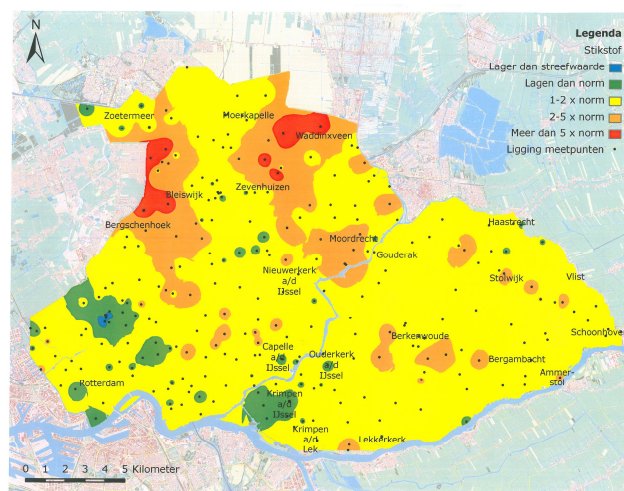 N
Legenda
Stikstof
Lager dan streefwaarde
Lagen dan norm
1-2 x norm
2-5 x norm
Meer dan 5 x norm
Ligging meetpunten
Zoetermeer
Moerkapelle
Waddinxveen
Bleiswijk
Zevenhuizen
Bergschenhoek
Haastrecht
Moordrecht
Gouderak
Nieuwerkerk
a/d
IJssel
Stolwijk
Vlist
Schoonhoven
Berkenwoude
Capelle
a/d
IJssel
Ouderkerk
a/d
IJssel
Bergambacht
Ammer-
stol
Rotterdam
Krimpen
a/d
IJssel
Krimpen
a/d
Lek
Lekkerkerk
0 1 2 3 4 5 Kilometer